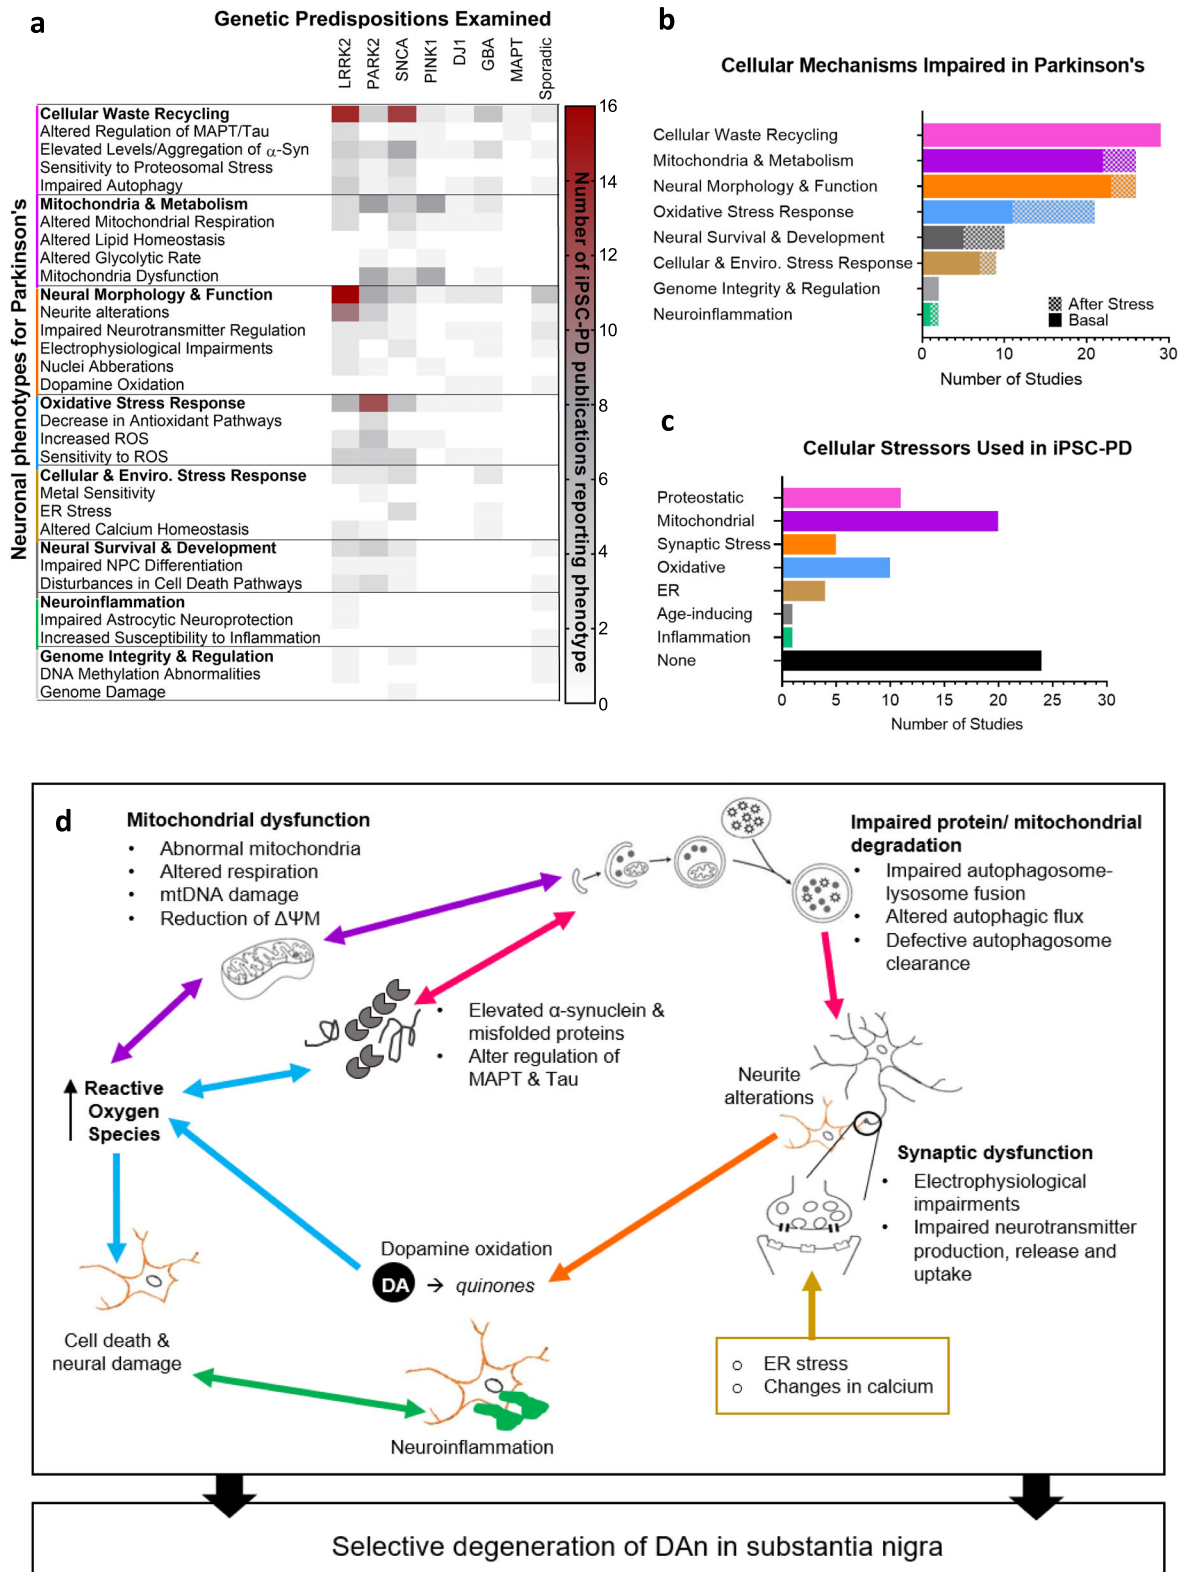 a
Genetic Predispositions Examined
LRRK2
PARK2
SNCA
PINK1
DJ1
GBA
MAPT
Sporadic
Neuronal phenotypes for Parkinson's
Cellular Waste Recycling
Altered Regulation of MAPT/Tau
Elevated Levels/Aggregation of α-Syn
Sensitivity to Proteosomal Stress
Impaired Autophagy
Mitochondria & Metabolism
Altered Mitochondrial Respiration
Altered Lipid Homeostasis
Altered Glycolytic Rate
Mitochondria Dysfunction
Neural Morphology & Function
Neurite alterations
Impaired Neurotransmitter Regulation
Electrophysiological Impairments
Nuclei Abberations
Dopamine Oxidation
Oxidative Stress Response
Decrease in Antioxidant Pathways
Increased ROS
Sensitivity to ROS
Cellular & Enviro. Stress Response
Metal Sensitivity
ER Stress
Altered Calcium Homeostasis
Neural Survival & Development
Impaired NPC Differentiation
Disturbances in Cell Death Pathways
Neuroinflammation
Impaired Astrocytic Neuroprotection
Increased Susceptibility to Inflammation
Genome Integrity & Regulation
DNA Methylation Abnormalities
Genome Damage
Number of iPSC-PD publications reporting phenotype
16
14
12
10
8
6
4
2
0
b
Cellular Mechanisms Impaired in Parkinson's
Cellular Waste Recycling
Mitochondria & Metabolism
Neural Morphology & Function
Oxidative Stress Response
Neural Survival & Development
Cellular & Enviro. Stress Response
Genome Integrity & Regulation
Neuroinflammation
After Stress
Basal
0 10 20 30
Number of Studies
c
Cellular Stressors Used in iPSC-PD
Proteostatic
Mitochondrial
Synaptic Stress
Oxidative
ER
Age-inducing
Inflammation
None
0 5 10 15 20 25 30
Number of Studies
d
Mitochondrial dysfunction
• Abnormal mitochondria
• Altered respiration
• mtDNA damage
• Reduction of ΔΨM
Impaired protein/ mitochondrial
degradation
• Impaired autophagosome-
lysosome fusion
• Altered autophagic flux
• Defective autophagosome
clearance
• Elevated α-synuclein &
misfolded proteins
• Alter regulation of
MAPT & Tau
Reactive
Oxygen
Species
Neurite
alterations
Synaptic dysfunction
• Electrophysiological
impairments
• Impaired neurotransmitter
production, release and
uptake
Dopamine oxidation
DA → quinones
Cell death &
neural damage
○ ER stress
○ Changes in calcium
Neuroinflammation
Selective degeneration of DAn in substantia nigra